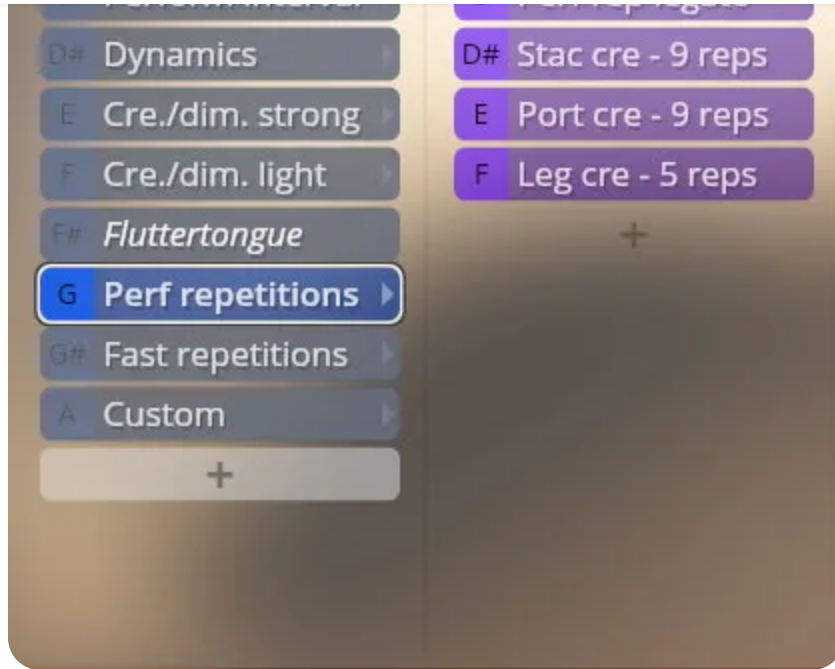 D# Dynamics
E Cre./dim. strong
F Cre./dim. light
F# Fluttertongue
G Perf repetitions
G# Fast repetitions
A Custom
+
D# Stac cre - 9 reps
E Port cre - 9 reps
F Leg cre - 5 reps
+